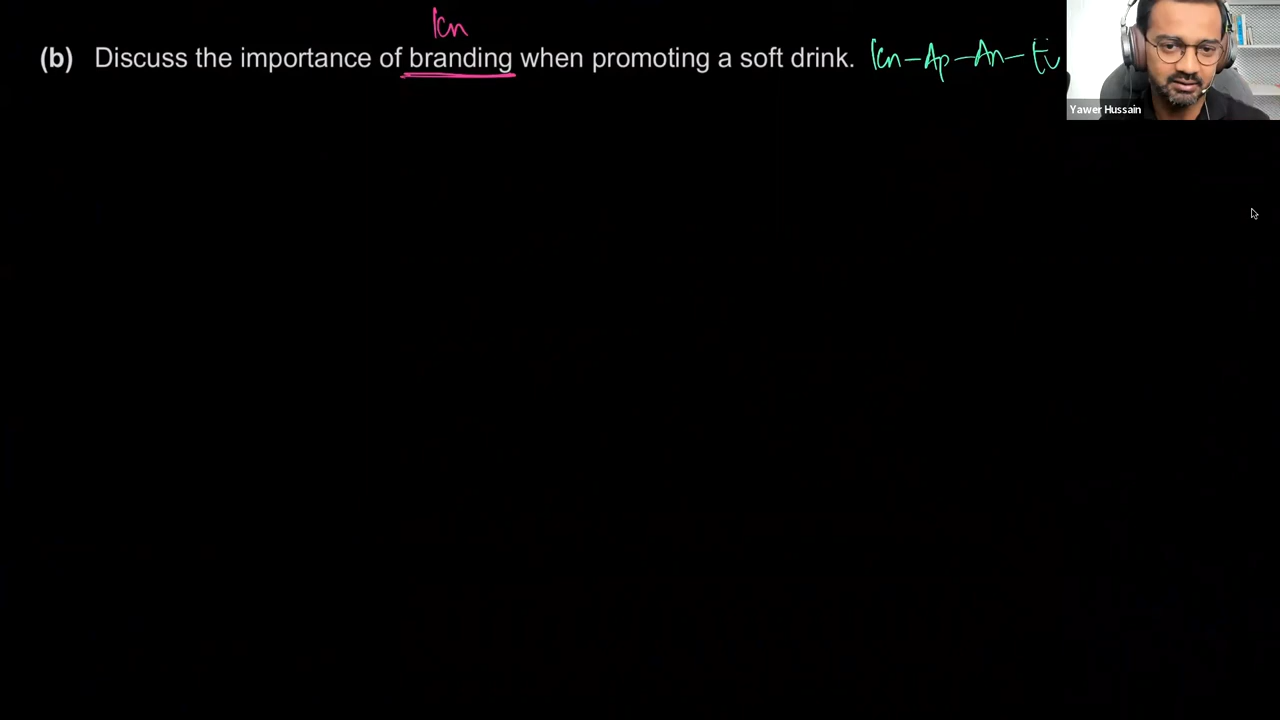 Kn
(b) Discuss the importance of branding when promoting a soft drink. Kn-Ap-An-Ev
Yawer Hussain